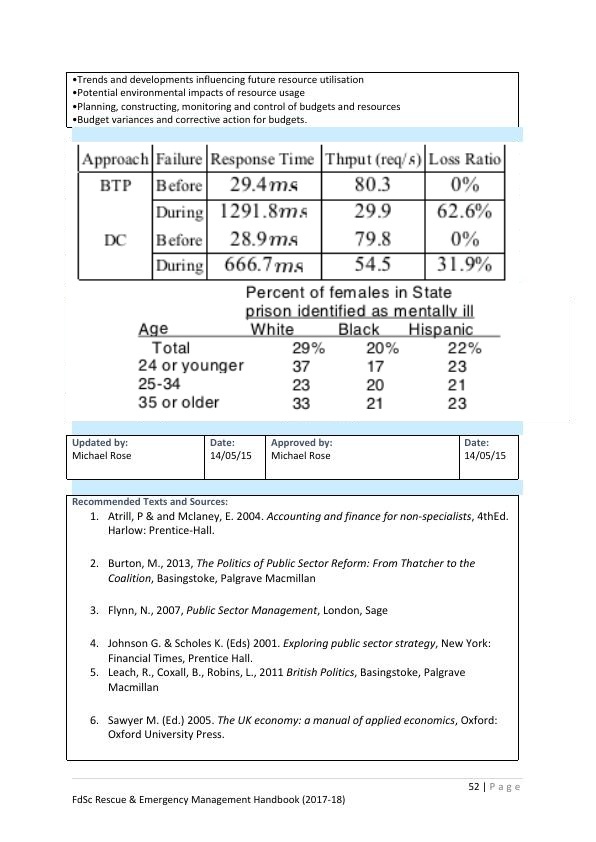 •Trends and developments influencing future resource utilisation
•Potential environmental impacts of resource usage
•Planning, constructing, monitoring and control of budgets and resources
•Budget variances and corrective action for budgets.
Approach Failure Response Time Thrput (req/s) Loss Ratio
BTP Before 29.4ms 80.3 0%
During 1291.8ms 29.9 62.6%
DC Before 28.9ms 79.8 0%
During 666.7ms 54.5 31.9%
Percent of females in State
prison identified as mentally ill
Age White Black Hispanic
Total 29% 20% 22%
24 or younger 37 17 23
25-34 23 20 21
35 or older 33 21 23
Updated by: Date: Approved by: Date:
Michael Rose 14/05/15 Michael Rose 14/05/15
Recommended Texts and Sources:
1. Atrill, P & and Mclaney, E. 2004. Accounting and finance for non-specialists, 4thEd.
Harlow: Prentice-Hall.
2. Burton, M., 2013, The Politics of Public Sector Reform: From Thatcher to the
Coalition, Basingstoke, Palgrave Macmillan
3. Flynn, N., 2007, Public Sector Management, London, Sage
4. Johnson G. & Scholes K. (Eds) 2001. Exploring public sector strategy, New York:
Financial Times, Prentice Hall.
5. Leach, R., Coxall, B., Robins, L., 2011 British Politics, Basingstoke, Palgrave
Macmillan
6. Sawyer M. (Ed.) 2005. The UK economy: a manual of applied economics, Oxford:
Oxford University Press.
52 | Page
FdSc Rescue & Emergency Management Handbook (2017-18)